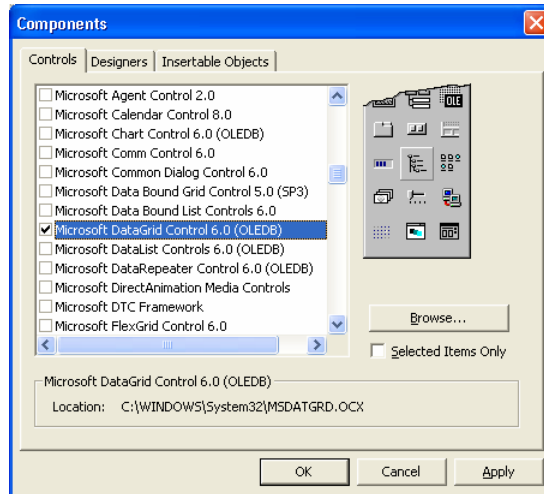 Components
Controls Designers Insertable Objects
Microsoft Agent Control 2.0
Microsoft Calendar Control 8.0
Microsoft Chart Control 6.0 (OLEDB)
Microsoft Comm Control 6.0
Microsoft Common Dialog Control 6.0
Microsoft Data Bound Grid Control 5.0 (SP3)
Microsoft Data Bound List Controls 6.0
Microsoft DataGrid Control 6.0 (OLEDB)
Microsoft DataList Controls 6.0 (OLEDB)
Microsoft DataRepeater Control 6.0 (OLEDB)
Microsoft DirectAnimation Media Controls
Microsoft DTC Framework
Microsoft FlexGrid Control 6.0
OLE
Browse...
Selected Items Only
Microsoft DataGrid Control 6.0 (OLEDB)
Location: C:\WINDOWS\System32\MSDATGRD.OCX
OK Cancel Apply